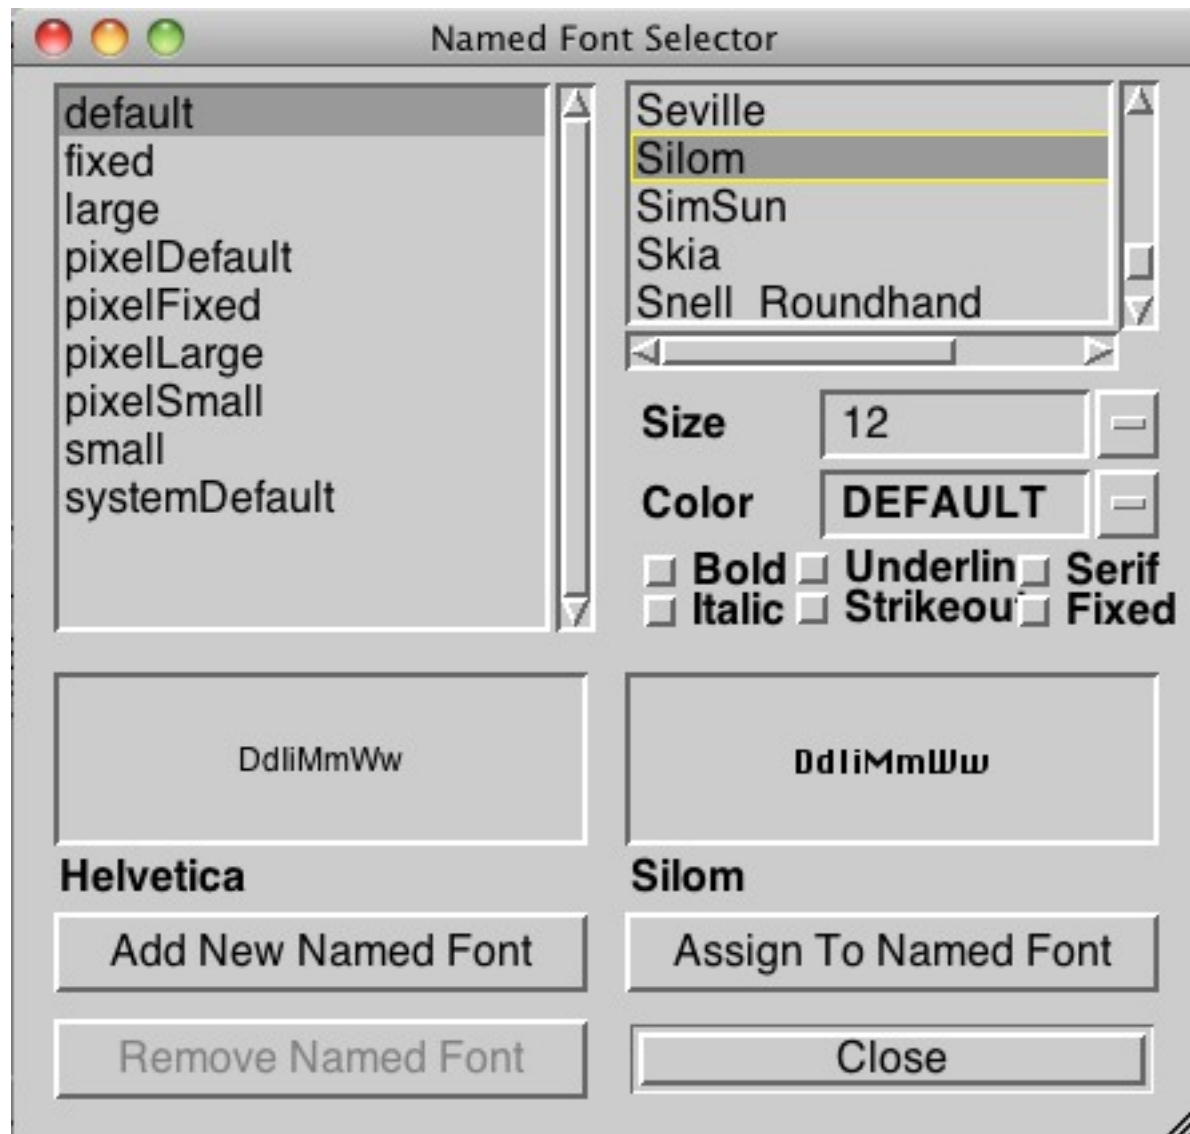 Named Font Selector
default
fixed
large
pixelDefault
pixelFixed
pixelLarge
pixelSmall
small
systemDefault
Seville
Silom
SimSun
Skia
Snell Roundhand
Size 12
Color DEFAULT
Bold Underlin Serif
Italic Strikeout Fixed
DdIiMmWw
DdIiMmWw
Helvetica
Silom
Add New Named Font
Assign To Named Font
Remove Named Font
Close